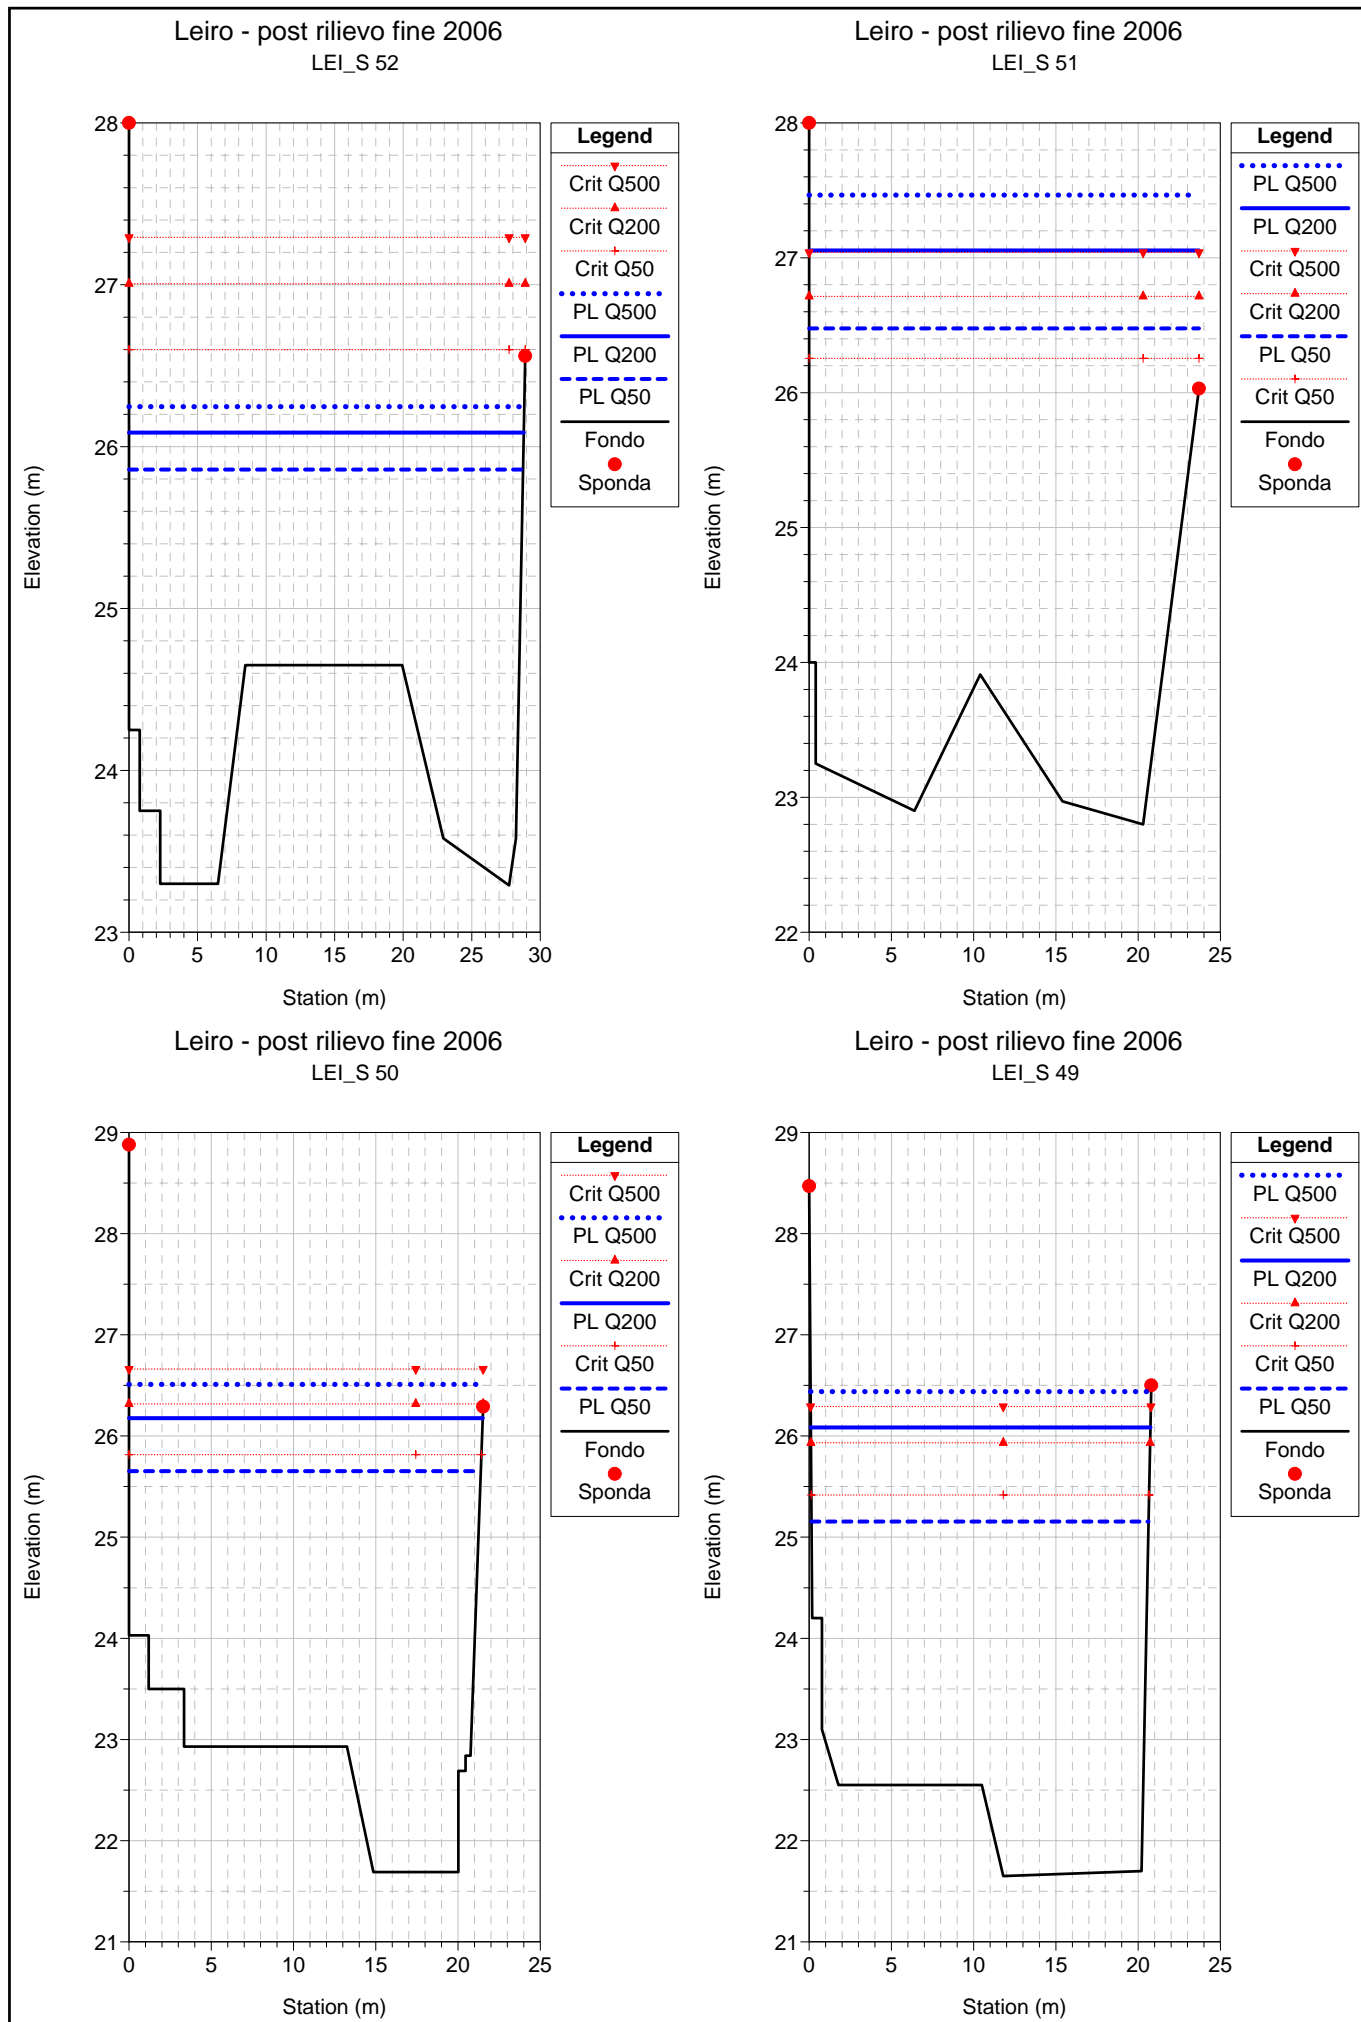 Leiro - post rilievo fine 2006
LEI_S 52
28
27
26
25
24
23
Elevation (m)
0 5 10 15 20 25 30
Station (m)
Legend
Crit Q500
Crit Q200
Crit Q50
PL Q500
PL Q200
PL Q50
Fondo
Sponda
Leiro - post rilievo fine 2006
LEI_S 51
28
27
26
25
24
23
22
Elevation (m)
0 5 10 15 20 25
Station (m)
Legend
PL Q500
PL Q200
Crit Q500
Crit Q200
PL Q50
Crit Q50
Fondo
Sponda
Leiro - post rilievo fine 2006
LEI_S 50
29
28
27
26
25
24
23
22
21
Elevation (m)
0 5 10 15 20 25
Station (m)
Legend
Crit Q500
PL Q500
Crit Q200
PL Q200
Crit Q50
PL Q50
Fondo
Sponda
Leiro - post rilievo fine 2006
LEI_S 49
29
28
27
26
25
24
23
22
21
Elevation (m)
0 5 10 15 20 25
Station (m)
Legend
PL Q500
Crit Q500
PL Q200
Crit Q200
Crit Q50
PL Q50
Fondo
Sponda